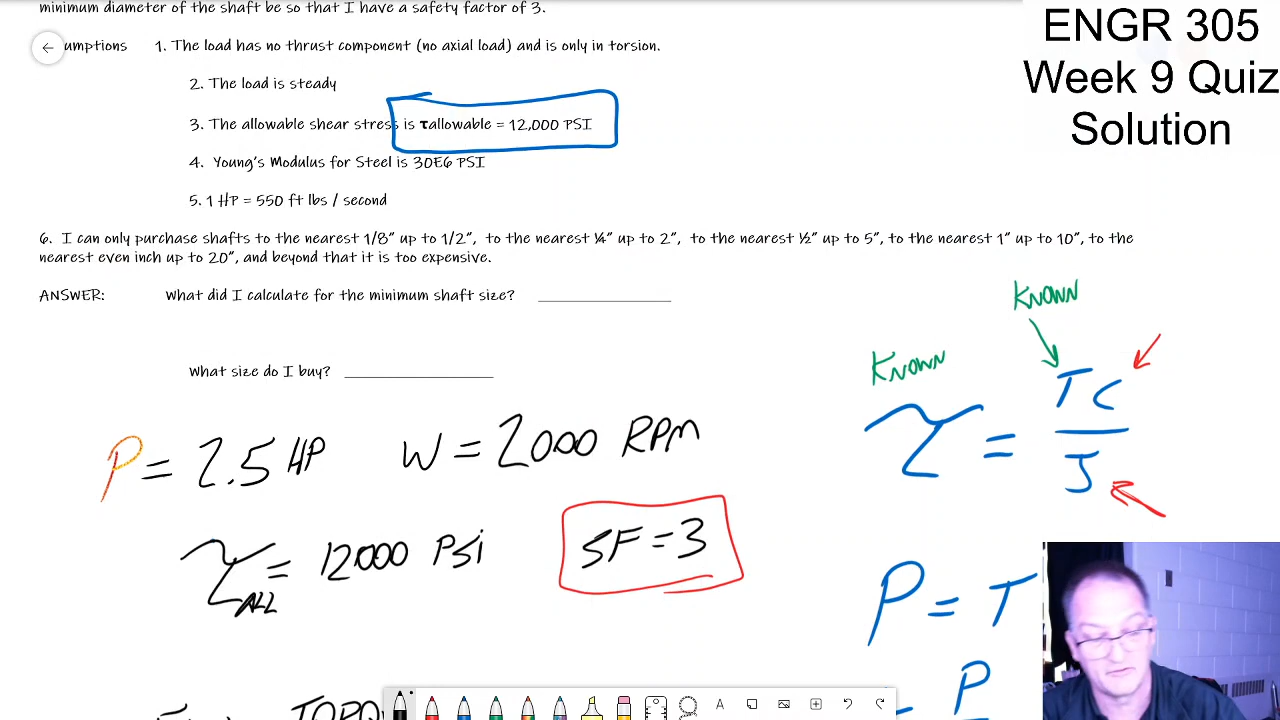 minimum diameter of the shaft be so that I have a safety factor of 3.
ENGR 305
Week 9 Quiz
Solution
umptions 1. The load has no thrust component (no axial load) and is only in torsion.
2. The load is steady
3. The allowable shear stress is τallowable = 12,000 PSI
4. Young's Modulus for Steel is 30E6 PSI
5. 1 HP = 550 ft lbs / second
6. I can only purchase shafts to the nearest 1/8" up to 1/2", to the nearest ¼" up to 2", to the nearest ½" up to 5", to the nearest 1" up to 10", to the
nearest even inch up to 20", and beyond that it is too expensive.
ANSWER: What did I calculate for the minimum shaft size?
What size do I buy?
Known
Known
τ = TC / J
P = 2.5 HP W = 2000 RPM
τALL = 12000 PSi
SF = 3
P = T
P
TORQ
A